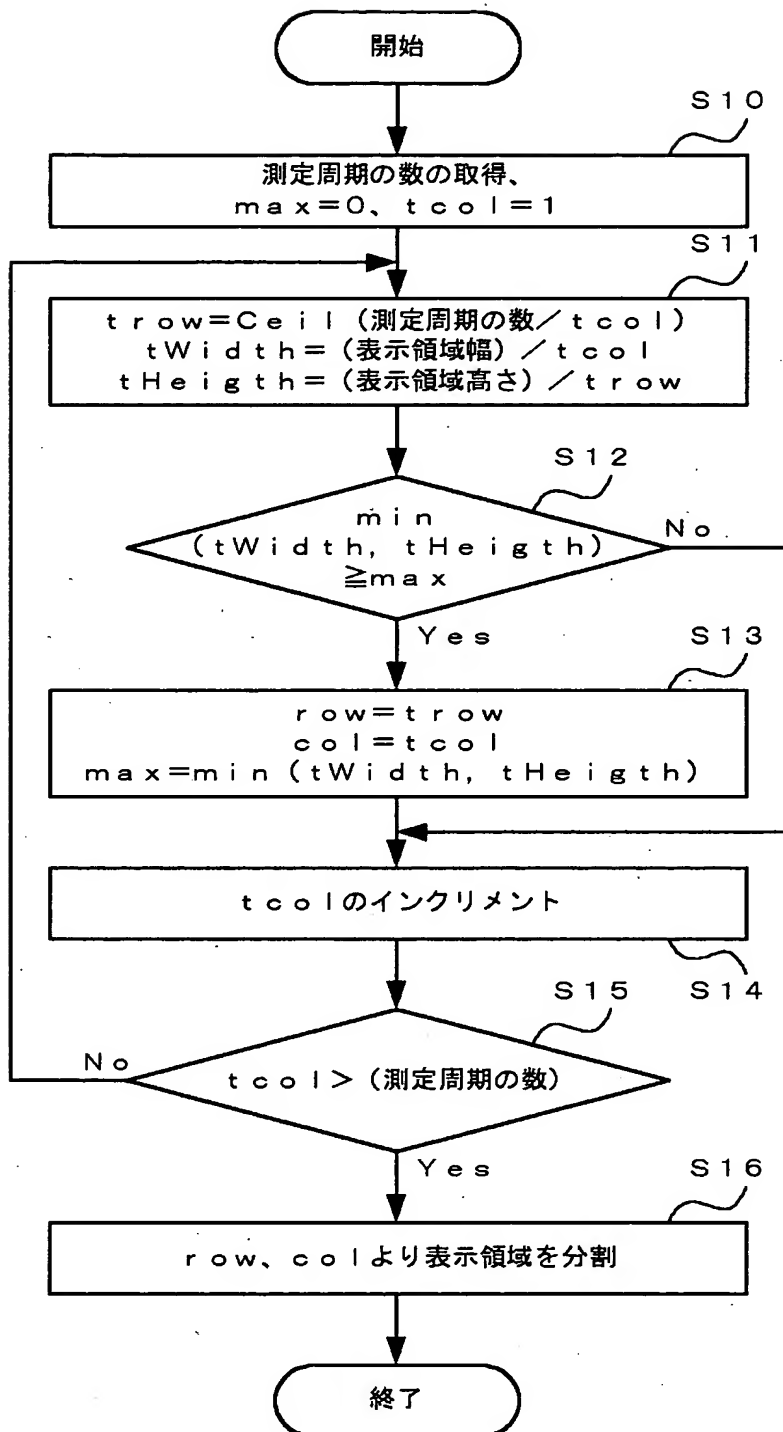 開始
S10
測定周期の数の取得、
max=0、tcol=1
S11
trow=Ceil(測定周期の数/tcol)
tWidth=(表示領域幅)/tcol
tHeigth=(表示領域高さ)/trow
S12
min
(tWidth, tHeigth)
≧max
No
Yes
S13
row=trow
col=tcol
max=min(tWidth, tHeigth)
tcolのインクリメント
S14
S15
No
tcol>(測定周期の数)
Yes
S16
row、colより表示領域を分割
終了